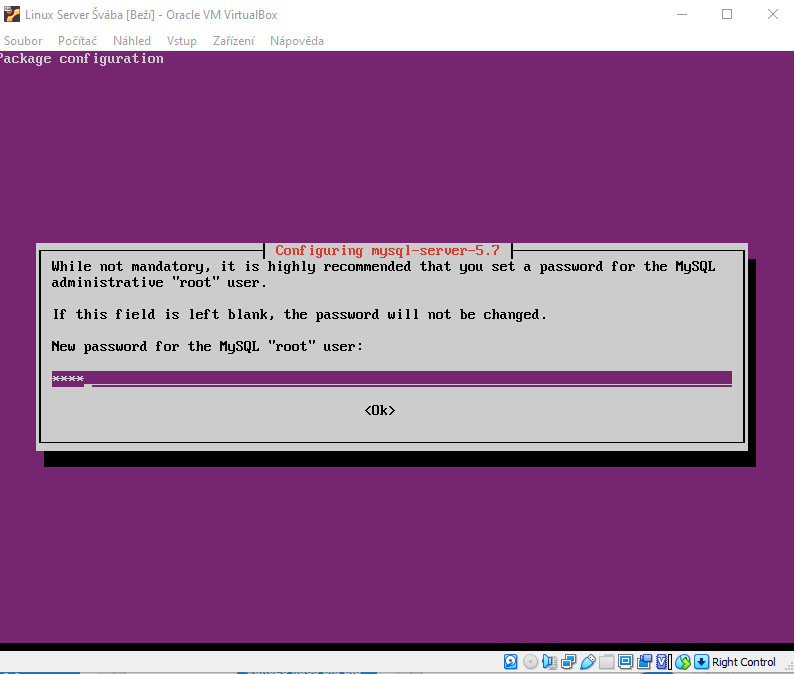 Linux Server Švába [Beží] - Oracle VM VirtualBox
Soubor Počítač Náhled Vstup Zařízení Nápověda
Package configuration
Configuring mysql-server-5.7
While not mandatory, it is highly recommended that you set a password for the MySQL
administrative "root" user.
If this field is left blank, the password will not be changed.
New password for the MySQL "root" user:
****
<Ok>
Right Control